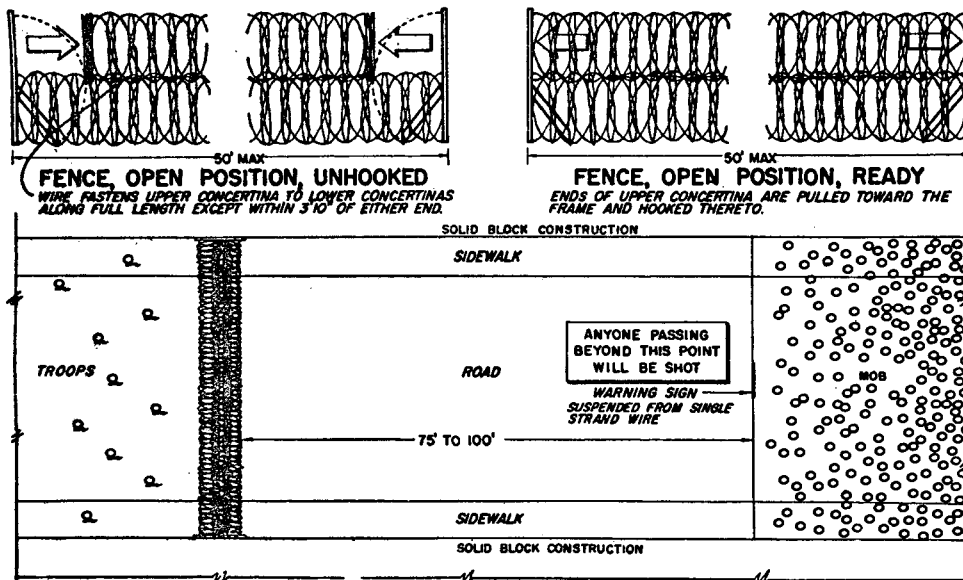 50' MAX
FENCE, OPEN POSITION, UNHOOKED
WIRE FASTENS UPPER CONCERTINA TO LOWER CONCERTINAS
ALONG FULL LENGTH EXCEPT WITHIN 3'10" OF EITHER END.
50' MAX
FENCE, OPEN POSITION, READY
ENDS OF UPPER CONCERTINA ARE PULLED TOWARD THE
FRAME AND HOOKED THERETO.
SOLID BLOCK CONSTRUCTION
SIDEWALK
TROOPS
ROAD
ANYONE PASSING
BEYOND THIS POINT
WILL BE SHOT
WARNING SIGN
SUSPENDED FROM SINGLE
STRAND WIRE
MOB
75' TO 100'
SIDEWALK
SOLID BLOCK CONSTRUCTION